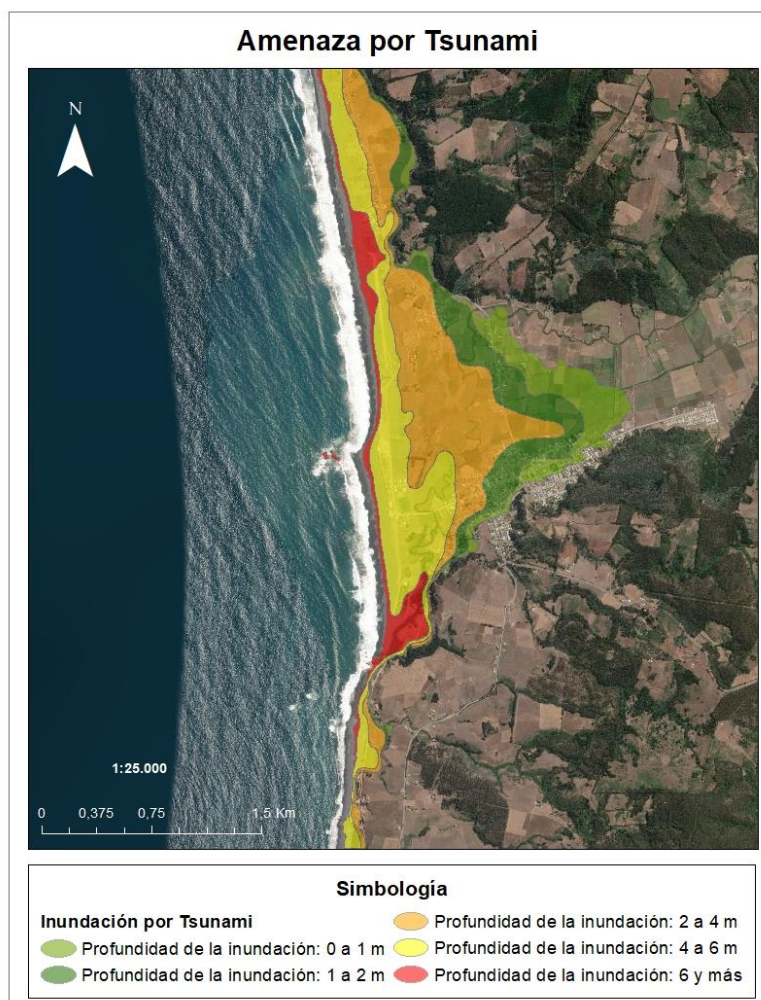 Amenaza por Tsunami
N
1:25.000
0 0,375 0,75 1,5 Km
Simbología
Inundación por Tsunami
Profundidad de la inundación: 0 a 1 m
Profundidad de la inundación: 1 a 2 m
Profundidad de la inundación: 2 a 4 m
Profundidad de la inundación: 4 a 6 m
Profundidad de la inundación: 6 y más